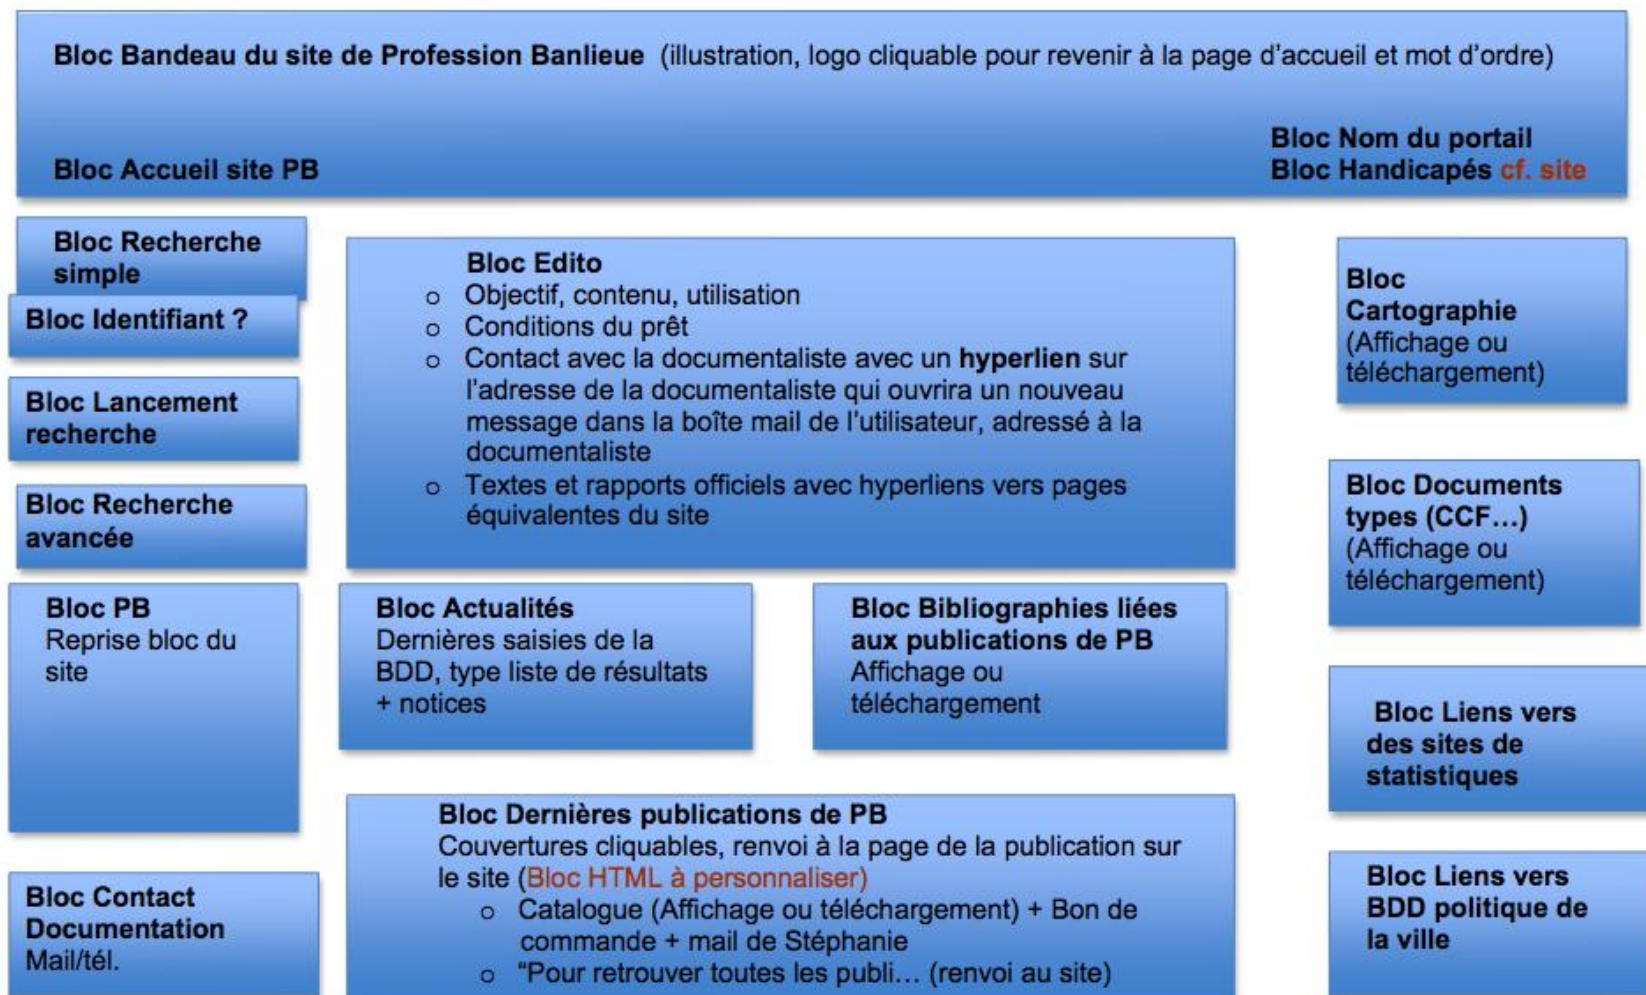 Bloc Bandeau du site de Profession Banlieue (illustration, logo cliquable pour revenir à la page d'accueil et mot d'ordre)
Bloc Accueil site PB
Bloc Nom du portail
Bloc Handicapés cf. site
Bloc Recherche
simple
Bloc Identifiant ?
Bloc Lancement
recherche
Bloc Recherche
avancée
Bloc PB
Reprise bloc du
site
Bloc Contact
Documentation
Mail/tél.
Bloc Edito
o Objectif, contenu, utilisation
o Conditions du prêt
o Contact avec la documentaliste avec un hyperlien sur
l'adresse de la documentaliste qui ouvrira un nouveau
message dans la boîte mail de l'utilisateur, adressé à la
documentaliste
o Textes et rapports officiels avec hyperliens vers pages
équivalentes du site
Bloc Actualités
Dernières saisies de la
BDD, type liste de résultats
+ notices
Bloc Bibliographies liées
aux publications de PB
Affichage ou
téléchargement
Bloc Dernières publications de PB
Couvertures cliquables, renvoi à la page de la publication sur
le site (Bloc HTML à personnaliser)
o Catalogue (Affichage ou téléchargement) + Bon de
commande + mail de Stéphanie
o “Pour retrouver toutes les publi… (renvoi au site)
Bloc
Cartographie
(Affichage ou
téléchargement)
Bloc Documents
types (CCF…)
(Affichage ou
téléchargement)
Bloc Liens vers
des sites de
statistiques
Bloc Liens vers
BDD politique de
la ville